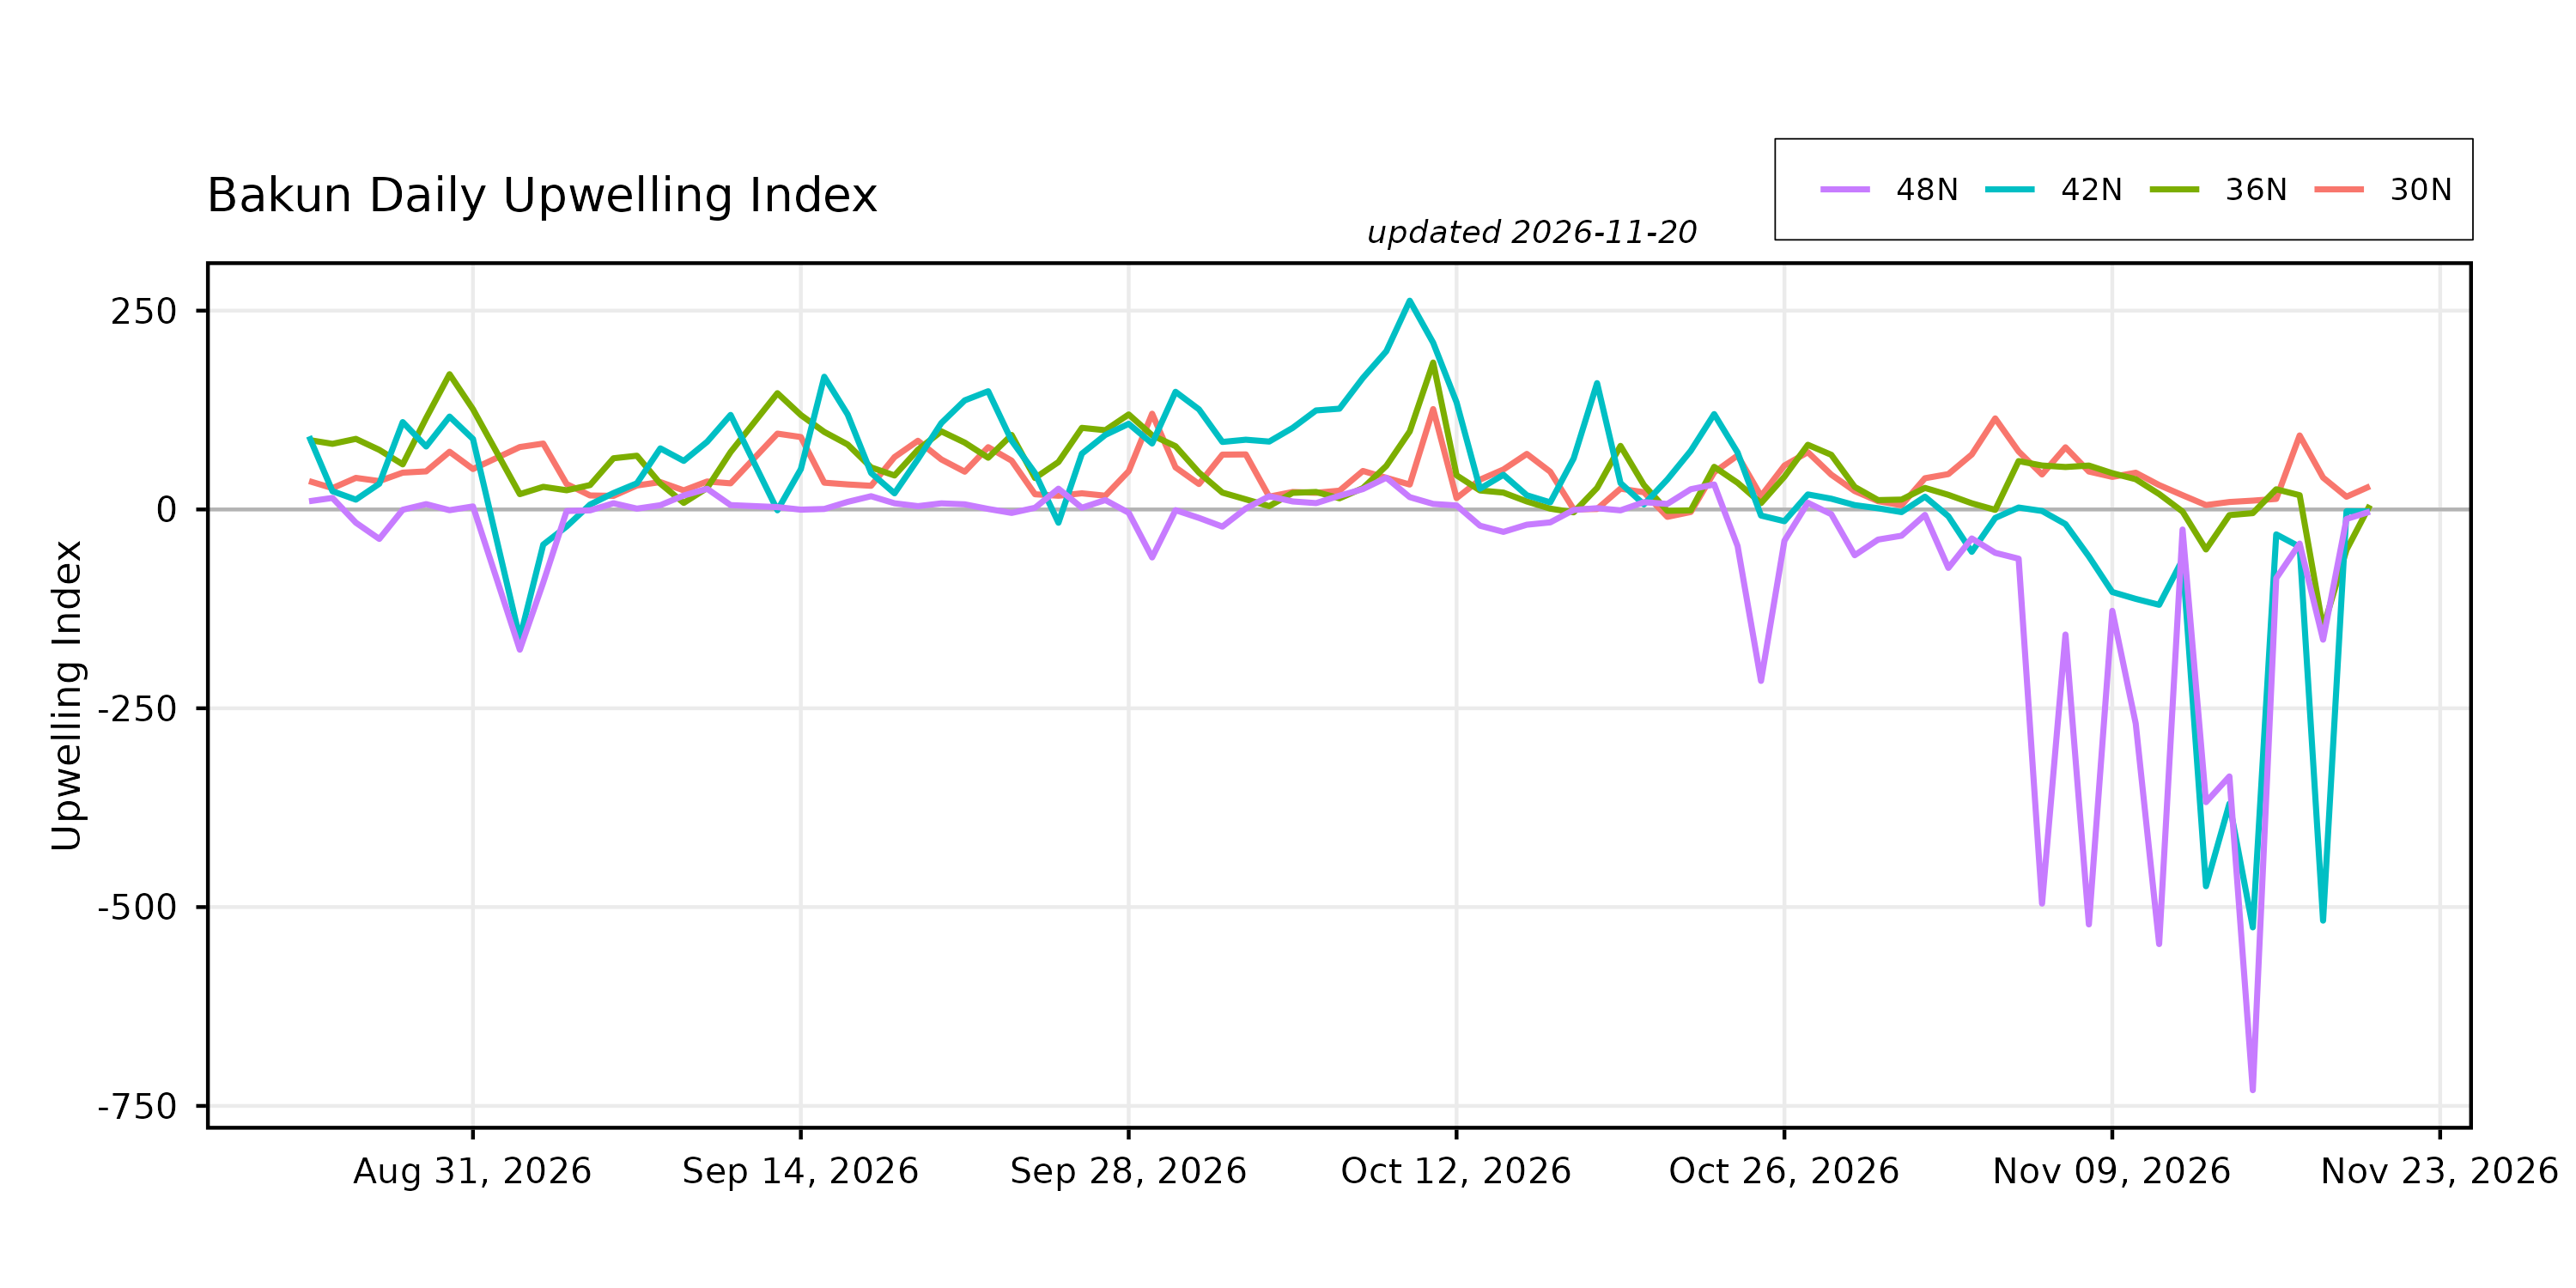 Bakun Daily Upwelling Index
updated 2026-11-20
48N 42N 36N 30N
Upwelling Index
250
0
-250
-500
-750
Aug 31, 2026 Sep 14, 2026 Sep 28, 2026 Oct 12, 2026 Oct 26, 2026 Nov 09, 2026 Nov 23, 2026